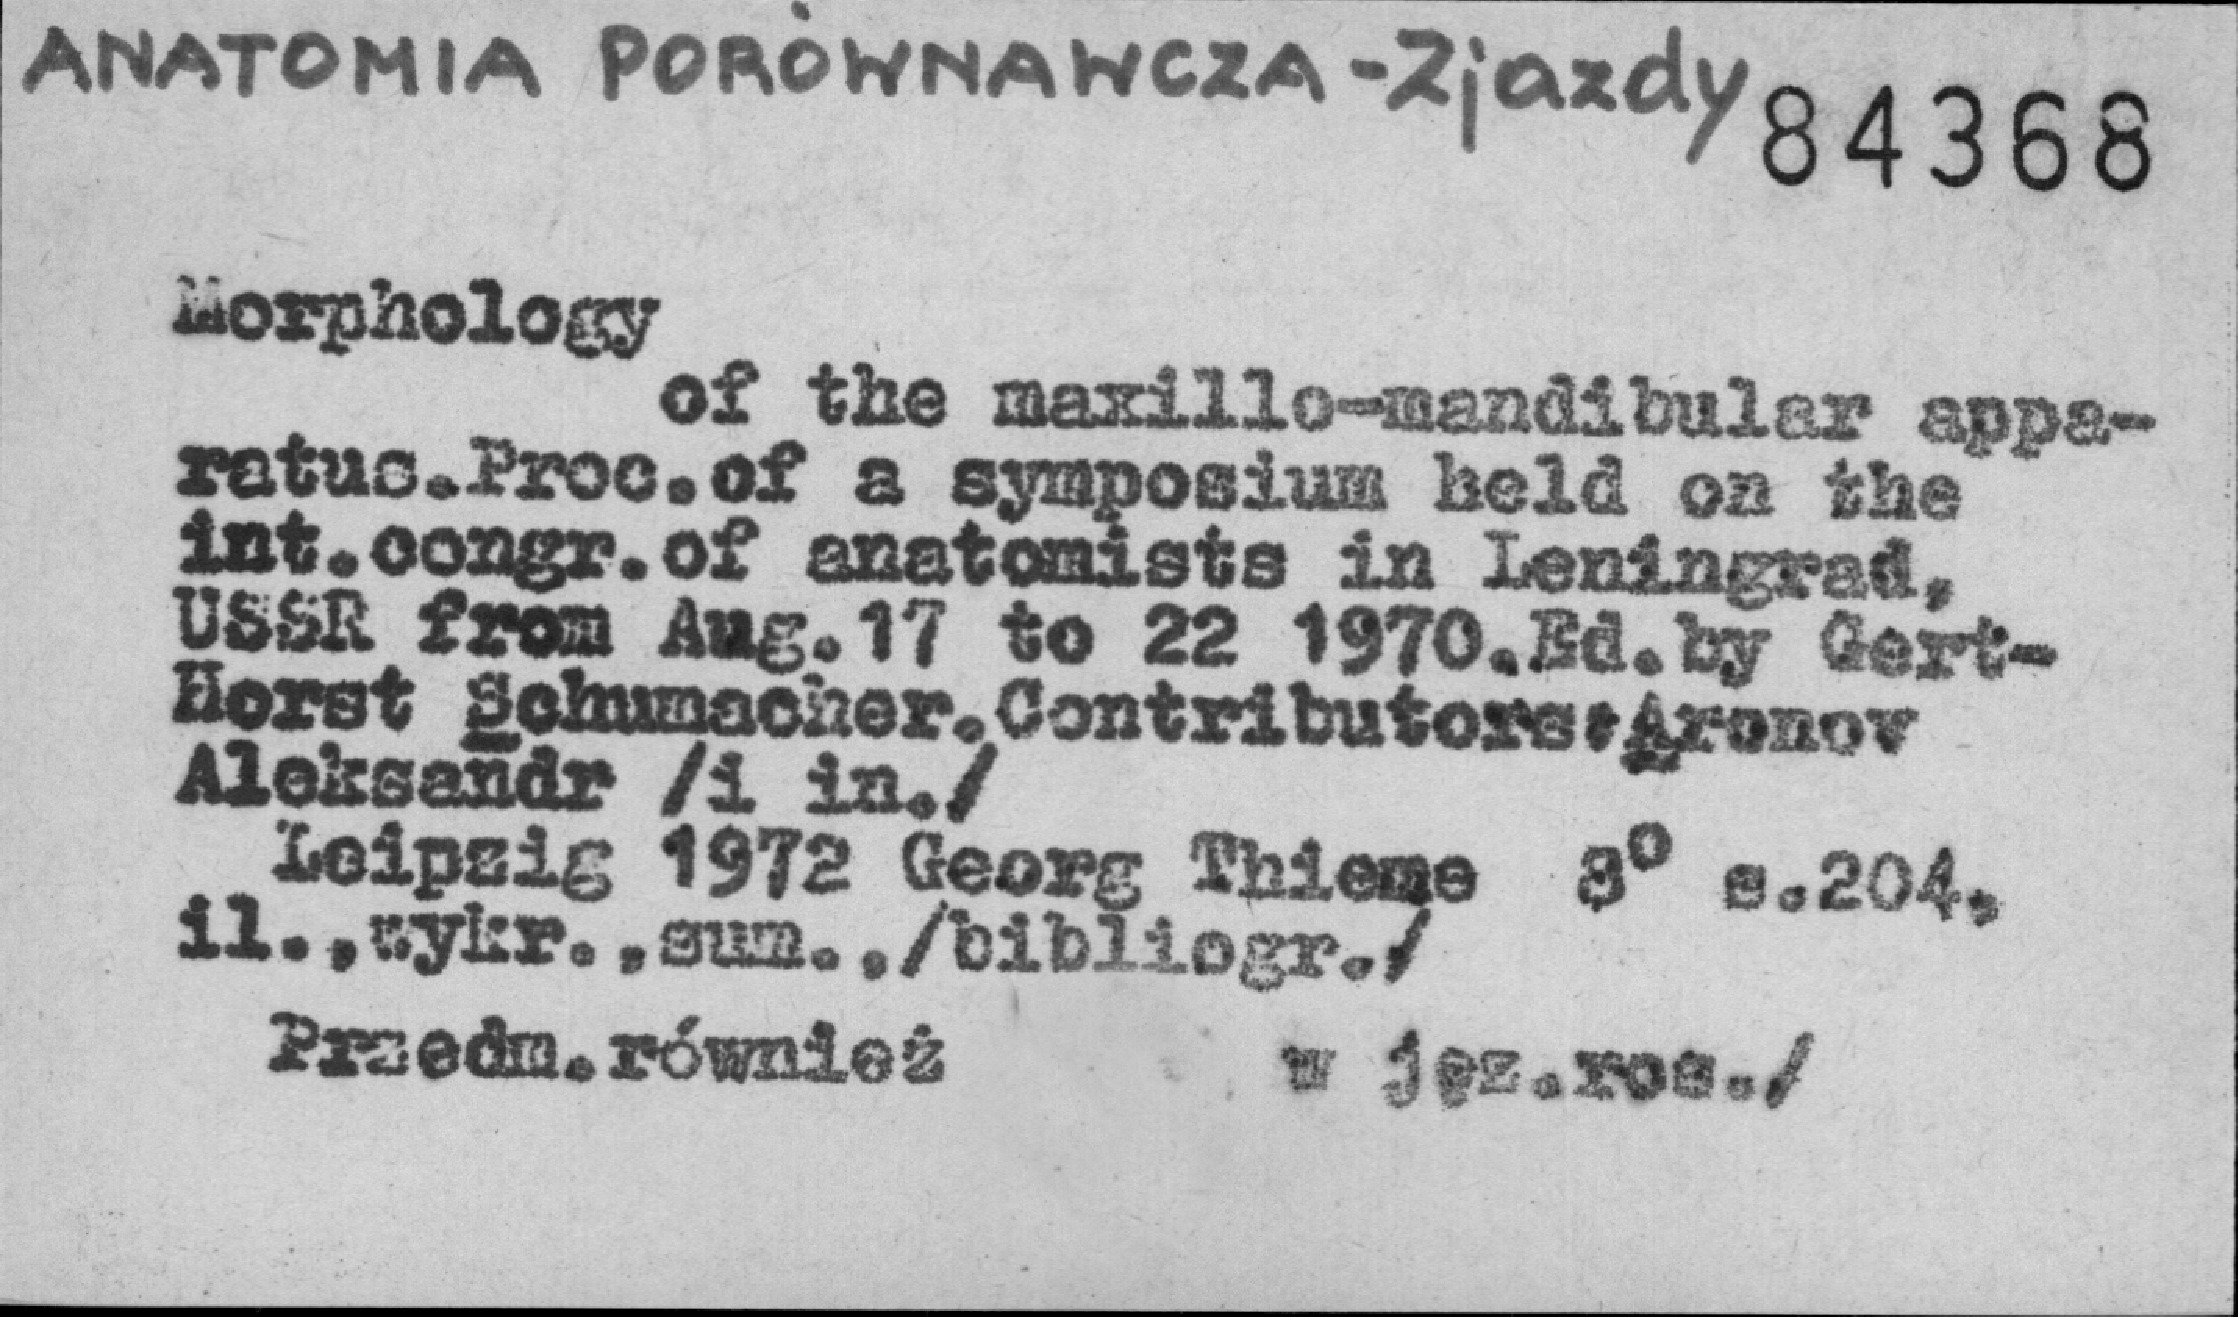 ANATOMIA PORÓWNAWCZA - Zjazdy
84368
Morphology
of the maxillo-mandibular appa-
ratus.Proc.of a symposium held on the
int.congr.of anatomists in Leningrad,
USSR from Aug.17 to 22 1970.Ed.by Gert-
Horst Schumacher.Contributors:Aronov
Aleksandr /i in./
Leipzig 1972 Georg Thieme 8° s.204,
il.,wykr.,sum.,/bibliogr./
Przedm.również w jęz.ros./